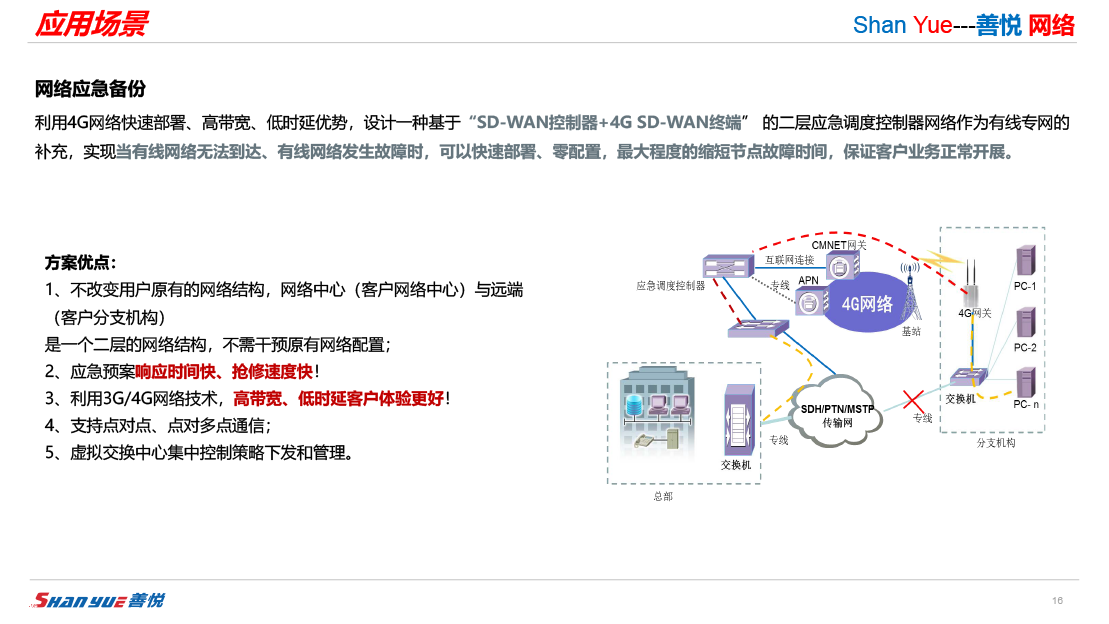 应用场景
Shan Yue---善悦 网络
网络应急备份
利用4G网络快速部署、高带宽、低时延优势，设计一种基于“SD-WAN控制器+4G SD-WAN终端” 的二层应急调度控制器网络作为有线专网的
补充，实现当有线网络无法到达、有线网络发生故障时，可以快速部署、零配置，最大程度的缩短节点故障时间，保证客户业务正常开展。
方案优点：
1、不改变用户原有的网络结构，网络中心（客户网络中心）与远端
（客户分支机构）
是一个二层的网络结构，不需干预原有网络配置；
2、应急预案响应时间快、抢修速度快！
3、利用3G/4G网络技术，高带宽、低时延客户体验更好！
4、支持点对点、点对多点通信；
5、虚拟交换中心集中控制策略下发和管理。
CMNET网关
互联网连接
应急调度控制器
专线
APN
4G网络
基站
4G网关
PC-1
PC-2
PC- n
交换机
分支机构
SDH/PTN/MSTP
传输网
专线
专线
交换机
总部
SHAN YUE 善悦
16